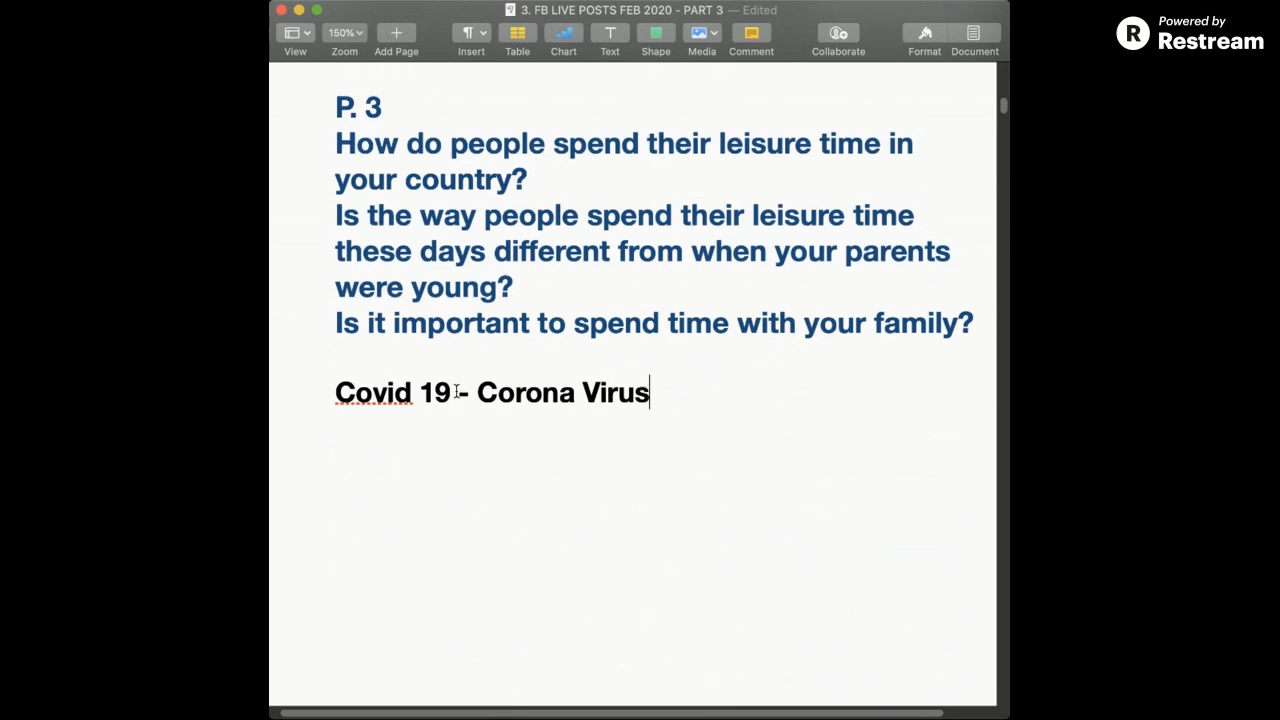 3. FB LIVE POSTS FEB 2020 - PART 3 — Edited
Powered by
R Restream
150%
View Zoom Add Page Insert Table Chart Text Shape Media Comment Collaborate Format Document
P. 3
How do people spend their leisure time in
your country?
Is the way people spend their leisure time
these days different from when your parents
were young?
Is it important to spend time with your family?
Covid 19 - Corona Virus